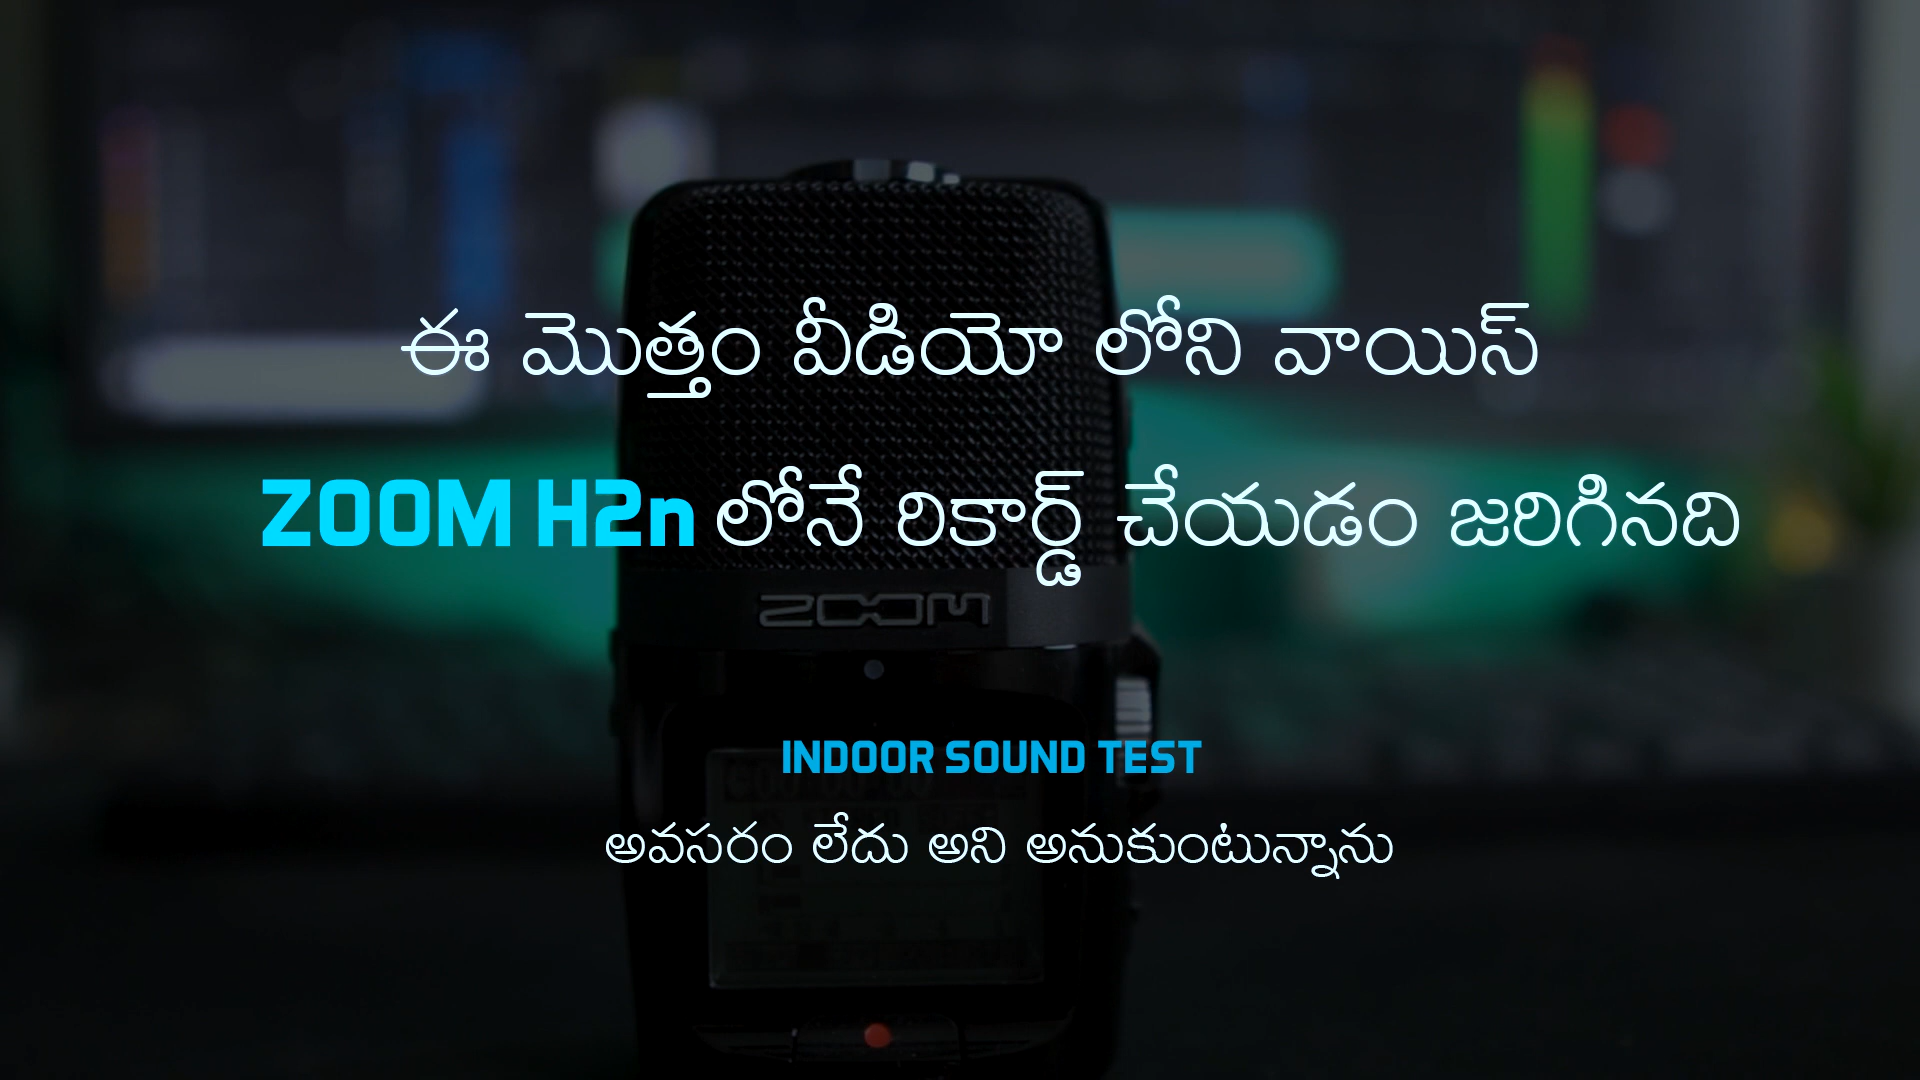 ఈ మొత్తం వీడియో లోని వాయిస్
ZOOM H2n లోనే రికార్డ్ చేయడం జరిగినది
ZOOM
INDOOR SOUND TEST
అవసరం లేదు అని అనుకుంటున్నాను